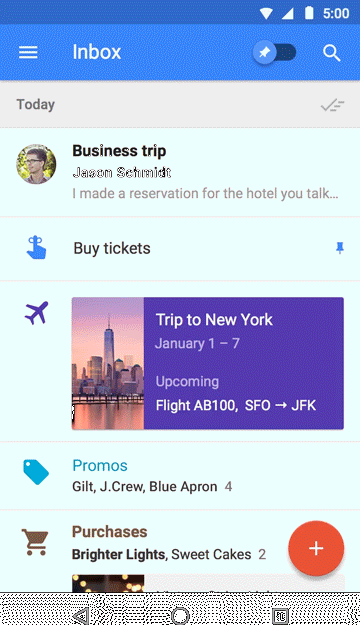 5:00
Inbox
Today
Business trip
Jason Schmidt
I made a reservation for the hotel you talk...
Buy tickets
Trip to New York
January 1 – 7
Upcoming
Flight AB100, SFO → JFK
Promos
Gilt, J.Crew, Blue Apron 4
Purchases
Brighter Lights, Sweet Cakes 2